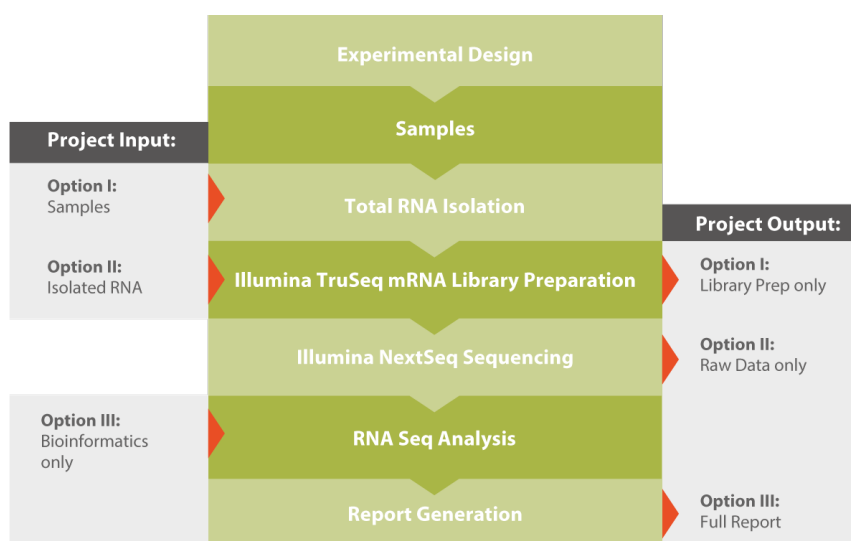 Experimental Design
Samples
Total RNA Isolation
Illumina TruSeq mRNA Library Preparation
Illumina NextSeq Sequencing
RNA Seq Analysis
Report Generation
Project Input:
Option I:
Samples
Option II:
Isolated RNA
Option III:
Bioinformatics
only
Project Output:
Option I:
Library Prep only
Option II:
Raw Data only
Option III:
Full Report